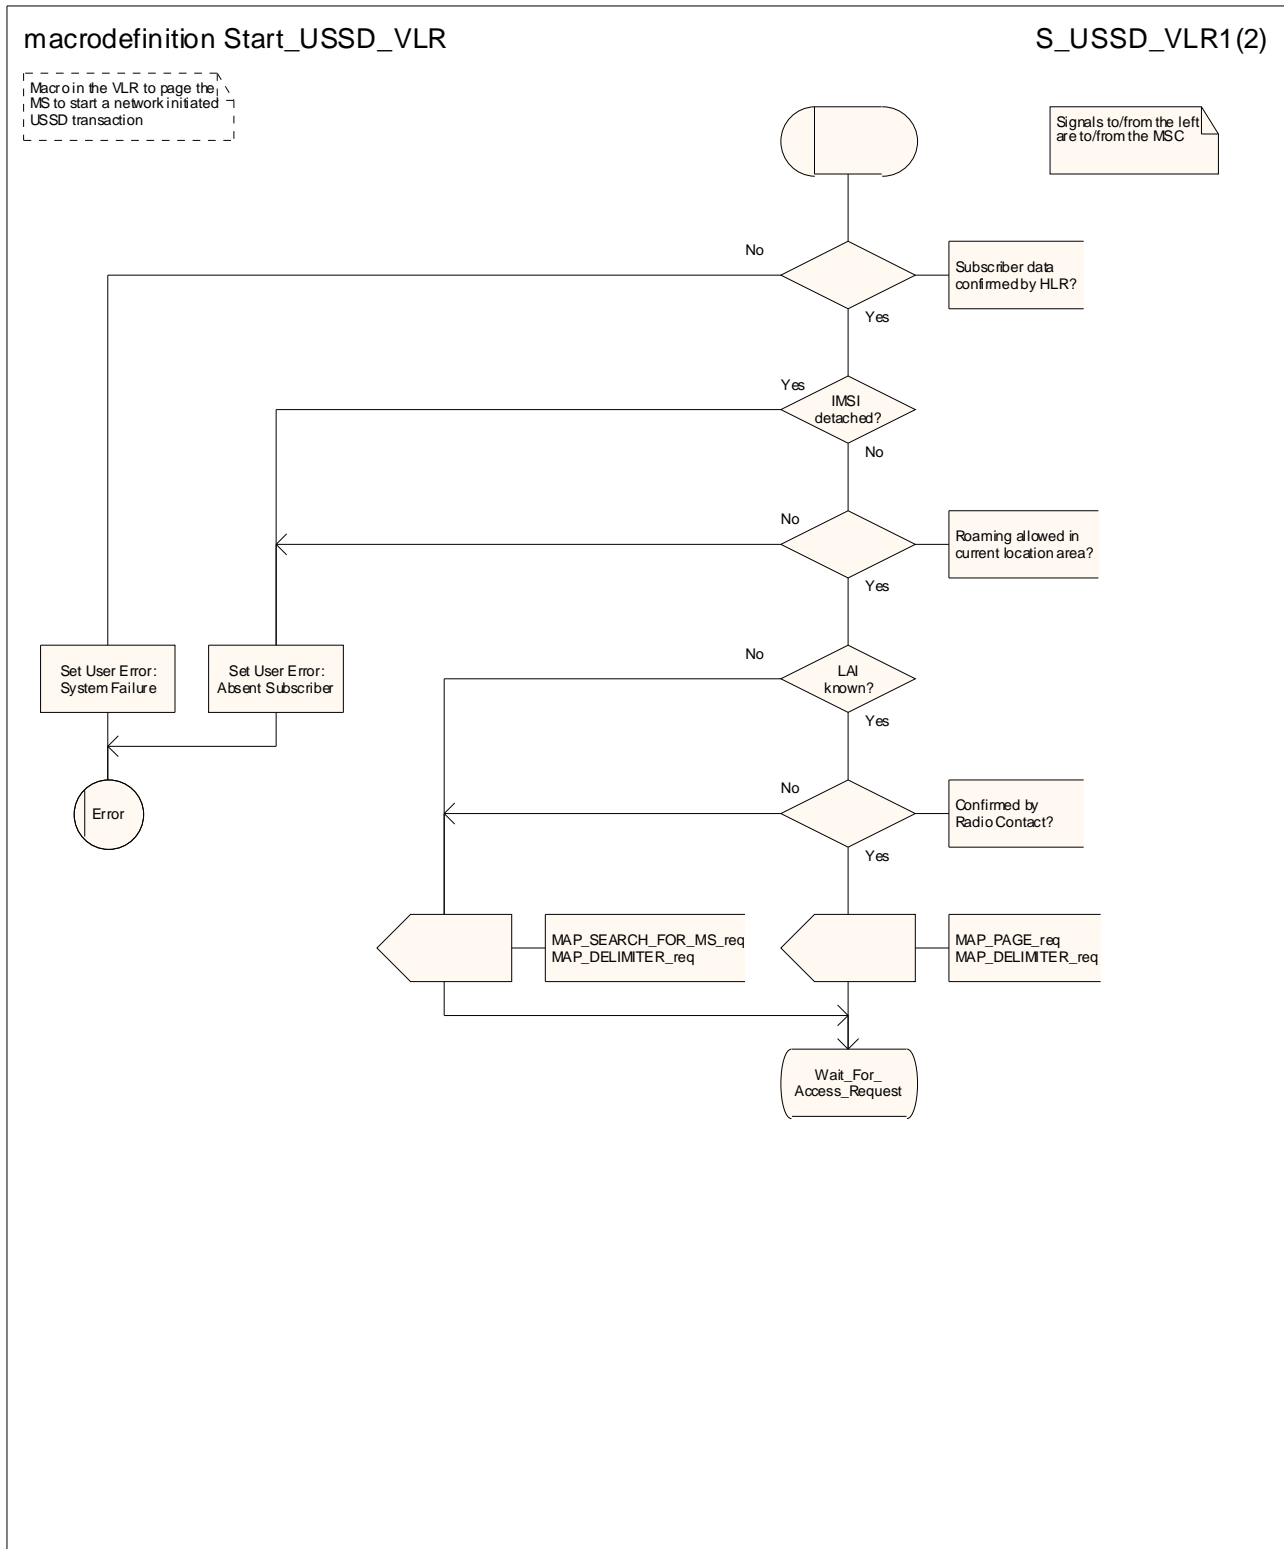 macrodefinition Start_USSD_VLR
S_USSD_VLR1(2)
Macro in the VLR to page the
MS to start a network initiated
USSD transaction
Signals to/from the left
are to/from the MSC
No
Subscriber data
confirmed by HLR?
Yes
Yes
IMSI
detached?
No
No
Roaming allowed in
current location area?
Yes
Set User Error:
System Failure
Set User Error:
Absent Subscriber
No
LAI
known?
Yes
No
Confirmed by
Radio Contact?
Yes
Error
MAP_SEARCH_FOR_MS_req
MAP_DELIMITER_req
MAP_PAGE_req
MAP_DELIMITER_req
Wait_For_
Access_Request